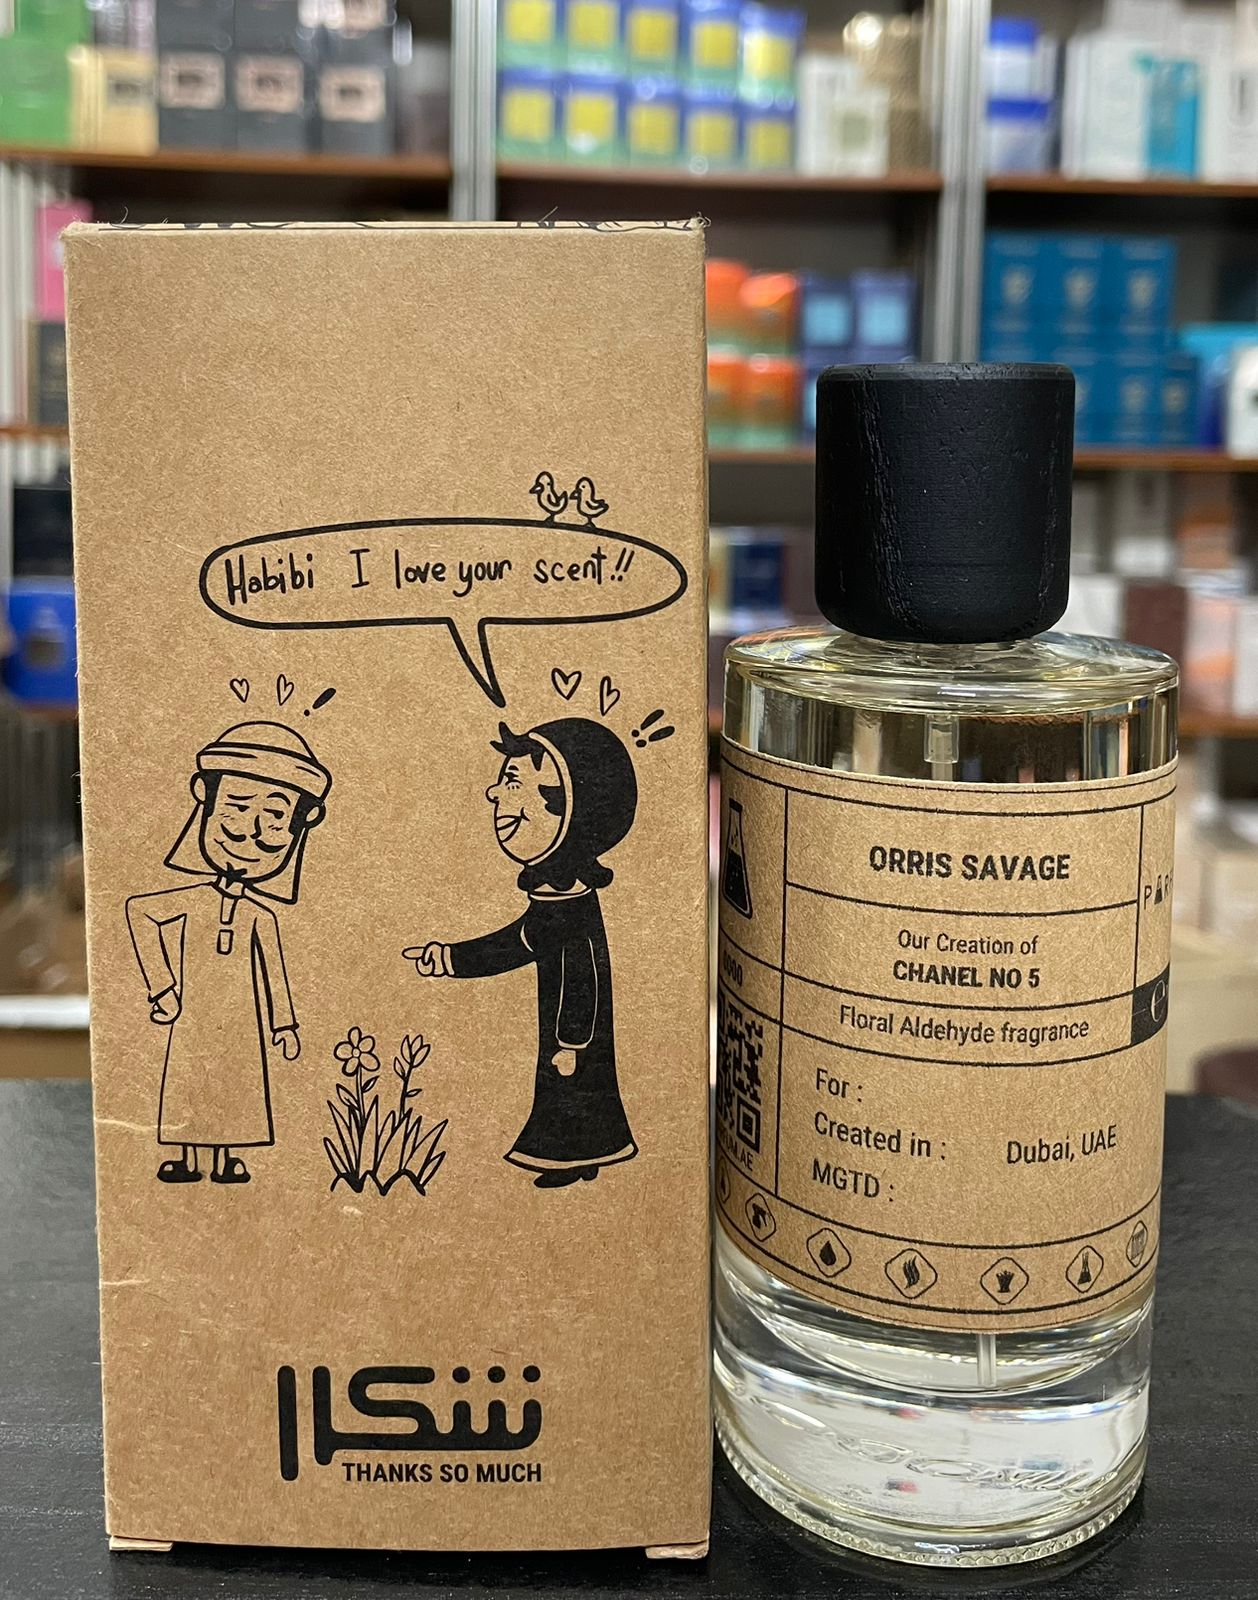 Habibi I love your scent!!
شكرا
THANKS SO MUCH
ORRIS SAVAGE
Our Creation of
CHANEL NO 5
Floral Aldehyde fragrance
For :
Created in : Dubai, UAE
MGTD :